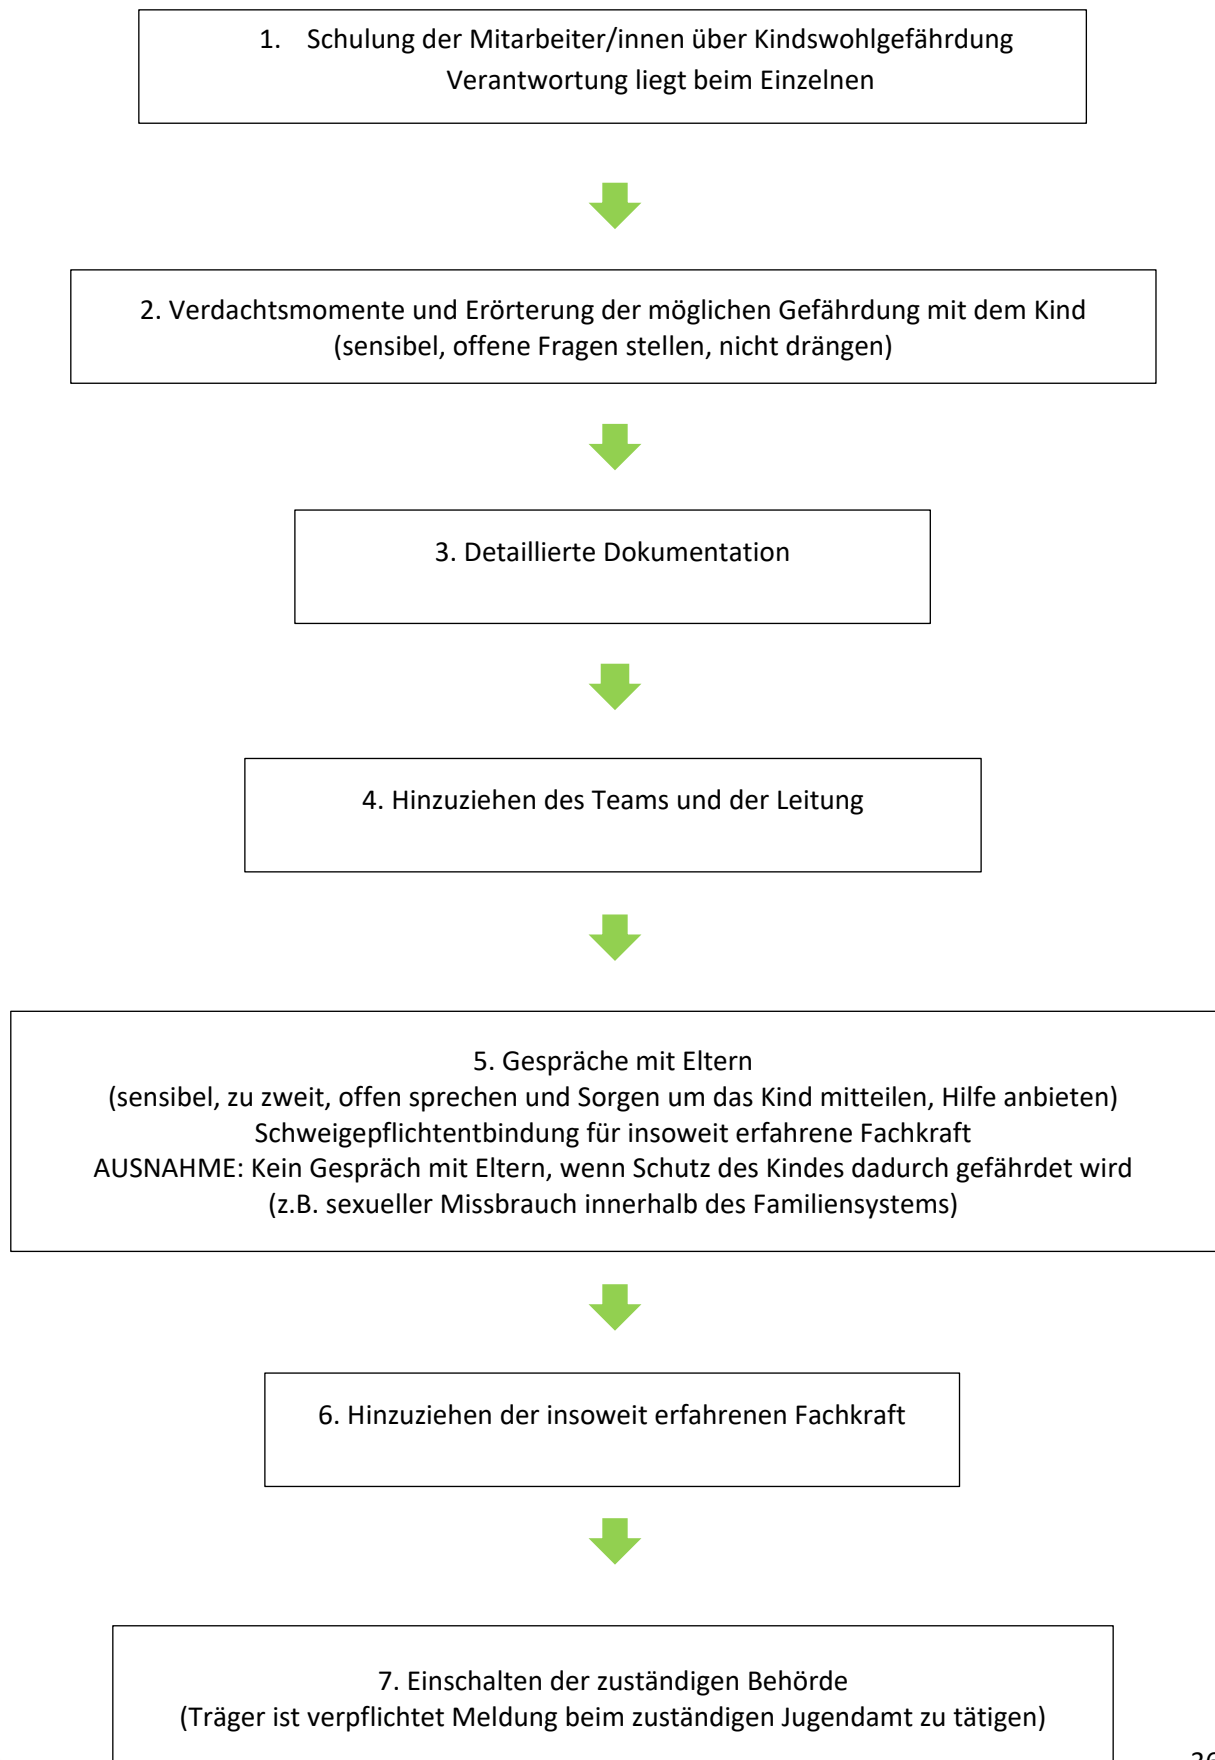 1. Schulung der Mitarbeiter/innen über Kindswohlgefährdung
Verantwortung liegt beim Einzelnen
2. Verdachtsmomente und Erörterung der möglichen Gefährdung mit dem Kind
(sensibel, offene Fragen stellen, nicht drängen)
3. Detaillierte Dokumentation
4. Hinzuziehen des Teams und der Leitung
5. Gespräche mit Eltern
(sensibel, zu zweit, offen sprechen und Sorgen um das Kind mitteilen, Hilfe anbieten)
Schweigepflichtentbindung für insoweit erfahrene Fachkraft
AUSNAHME: Kein Gespräch mit Eltern, wenn Schutz des Kindes dadurch gefährdet wird
(z.B. sexueller Missbrauch innerhalb des Familiensystems)
6. Hinzuziehen der insoweit erfahrenen Fachkraft
7. Einschalten der zuständigen Behörde
(Träger ist verpflichtet Meldung beim zuständigen Jugendamt zu tätigen)